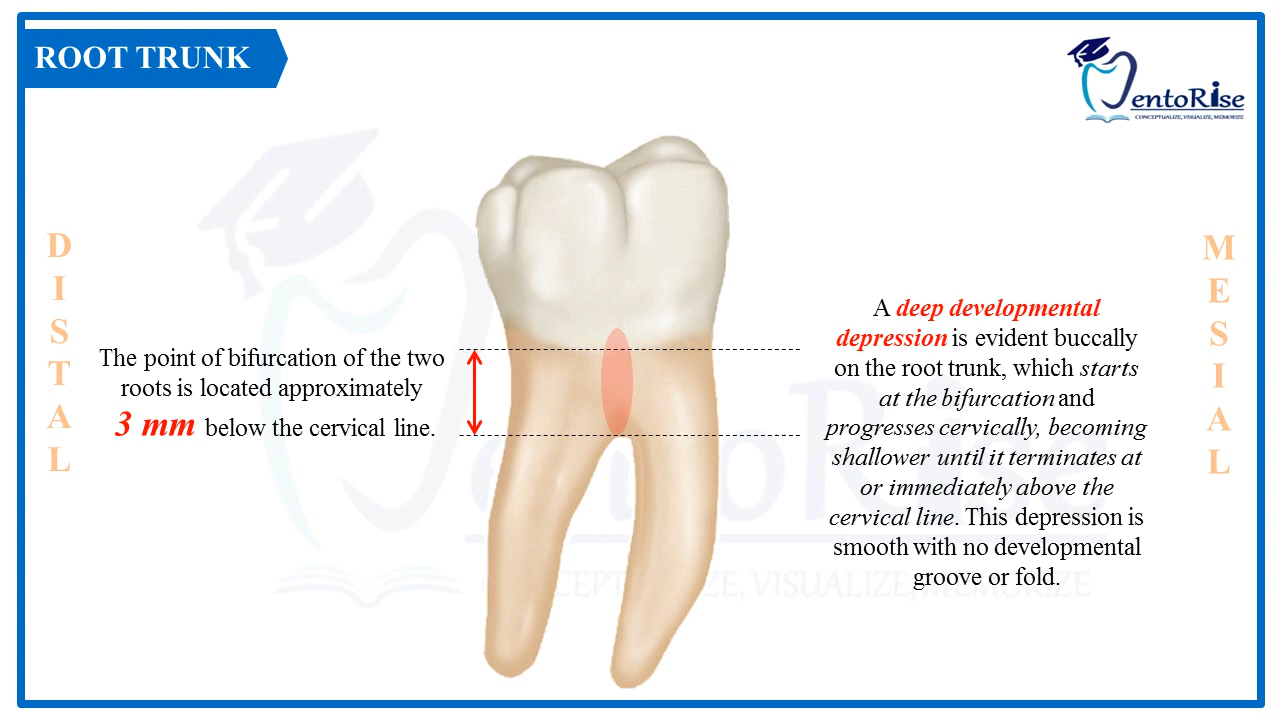 ROOT TRUNK
entoRise
CONCEPTUALIZE, VISUALIZE, MEMORIZE
D
I
S
T
A
L
The point of bifurcation of the two
roots is located approximately
3 mm below the cervical line.
A deep developmental
depression is evident buccally
on the root trunk, which starts
at the bifurcation and
progresses cervically, becoming
shallower until it terminates at
or immediately above the
cervical line. This depression is
smooth with no developmental
groove or fold.
M
E
S
I
A
L